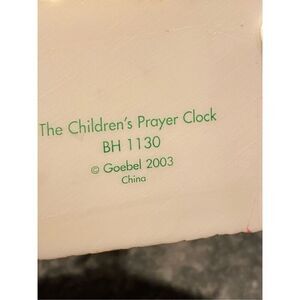 The Children's Prayer Clock
BH 1130
© Goebel 2003
China